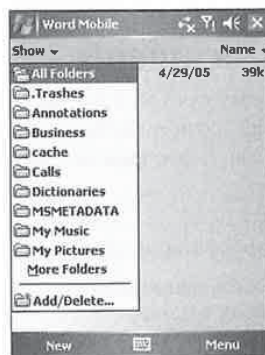 Word Mobile
Show Name
All Folders 4/29/05 39k
.Trashes
Annotations
Business
cache
Calls
Dictionaries
MSMETADATA
My Music
My Pictures
More Folders
Add/Delete...
New Menu